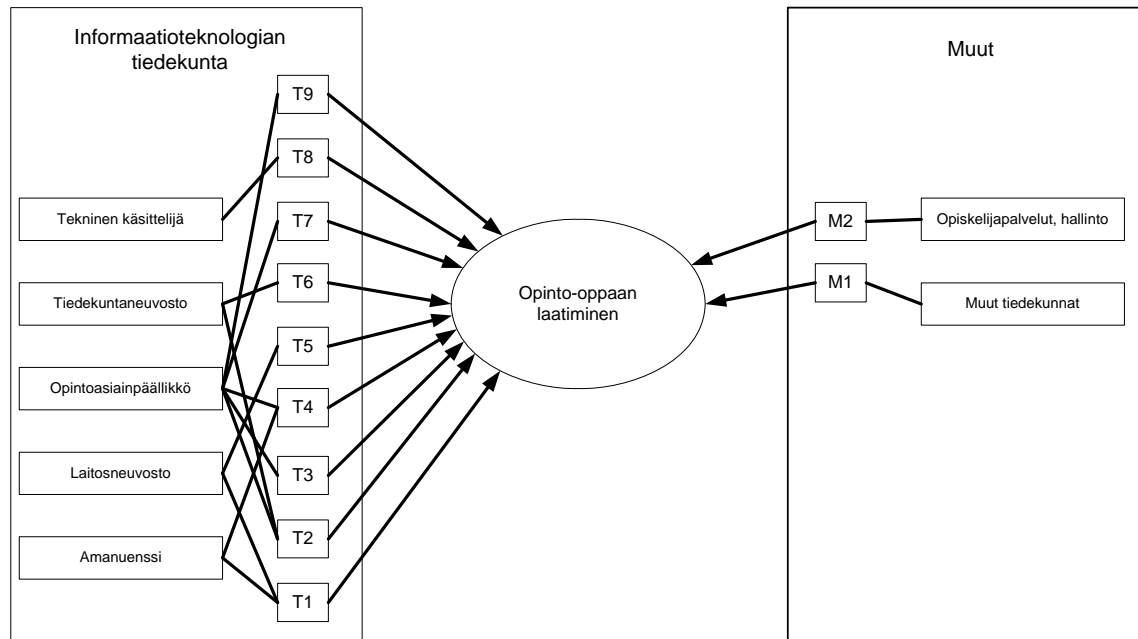 Informaatioteknologian
tiedekunta
T9
T8
T7
T6
T5
T4
T3
T2
T1
Tekninen käsittelijä
Tiedekuntaneuvosto
Opintoasiainpäällikkö
Laitosneuvosto
Amanuenssi
Opinto-oppaan
laatiminen
Muut
M2
M1
Opiskelijapalvelut, hallinto
Muut tiedekunnat